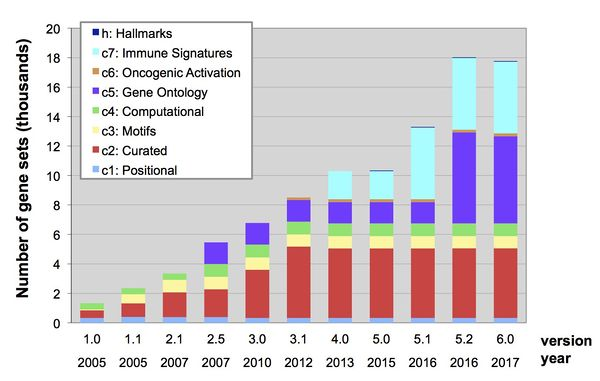 20
18
16
14
12
10
8
6
4
2
0
Number of gene sets (thousands)
h: Hallmarks
c7: Immune Signatures
c6: Oncogenic Activation
c5: Gene Ontology
c4: Computational
c3: Motifs
c2: Curated
c1: Positional
1.0 1.1 2.1 2.5 3.0 3.1 4.0 5.0 5.1 5.2 6.0 version
2005 2005 2007 2007 2010 2012 2013 2015 2016 2016 2017 year